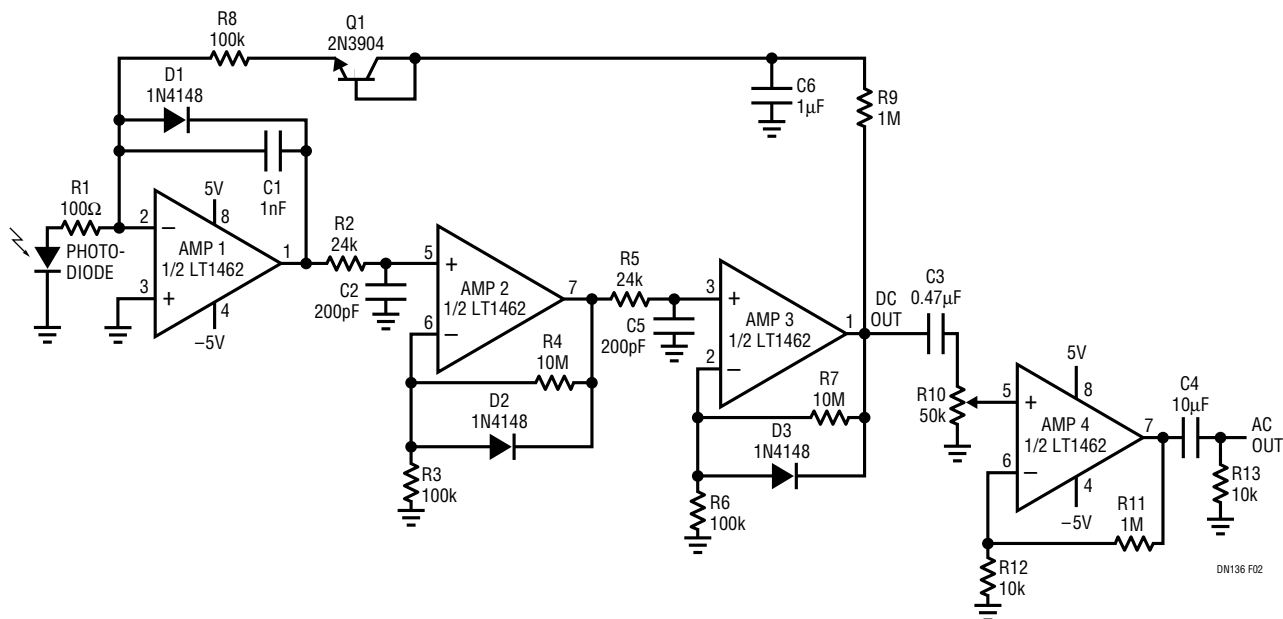 R8
100k
Q1
2N3904
D1
1N4148
C1
1nF
C6
1µF
R9
1M
R1
100Ω
PHOTO-
DIODE
2
3
5V
8
AMP 1
1/2 LT1462
1
4
–5V
R2
24k
C2
200pF
5
6
AMP 2
1/2 LT1462
7
R4
10M
D2
1N4148
R3
100k
R5
24k
C5
200pF
3
2
AMP 3
1/2 LT1462
1
R7
10M
D3
1N4148
R6
100k
DC
OUT
C3
0.47µF
R10
50k
5V
8
5
6
AMP 4
1/2 LT1462
7
4
–5V
R11
1M
R12
10k
C4
10µF
AC
OUT
R13
10k
DN136 F02